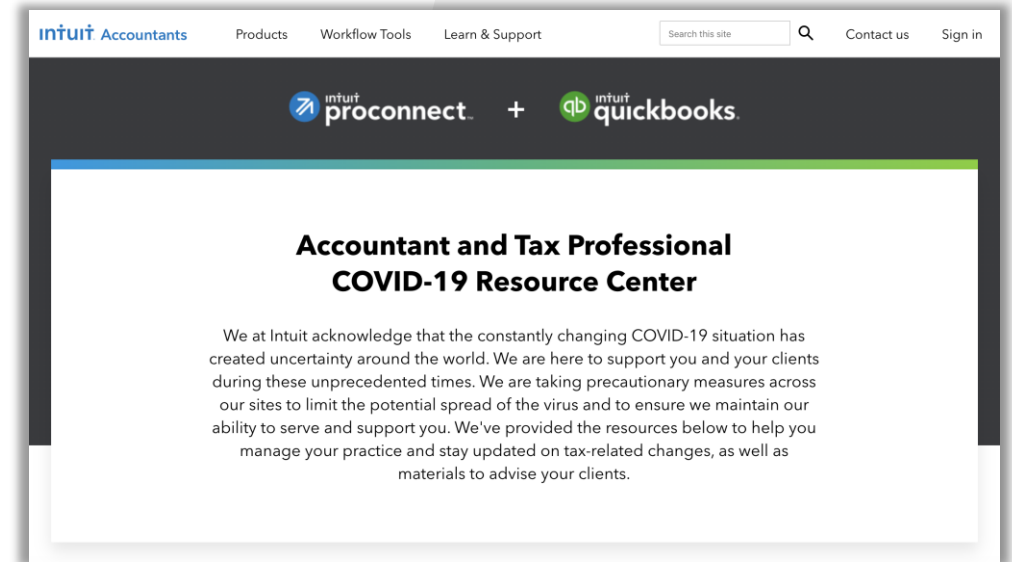 INTUIT Accountants Products Workflow Tools Learn & Support Search this site Contact us Sign in
intuit proconnect™ + qb intuit quickbooks.
Accountant and Tax Professional
COVID-19 Resource Center
We at Intuit acknowledge that the constantly changing COVID-19 situation has
created uncertainty around the world. We are here to support you and your clients
during these unprecedented times. We are taking precautionary measures across
our sites to limit the potential spread of the virus and to ensure we maintain our
ability to serve and support you. We've provided the resources below to help you
manage your practice and stay updated on tax-related changes, as well as
materials to advise your clients.